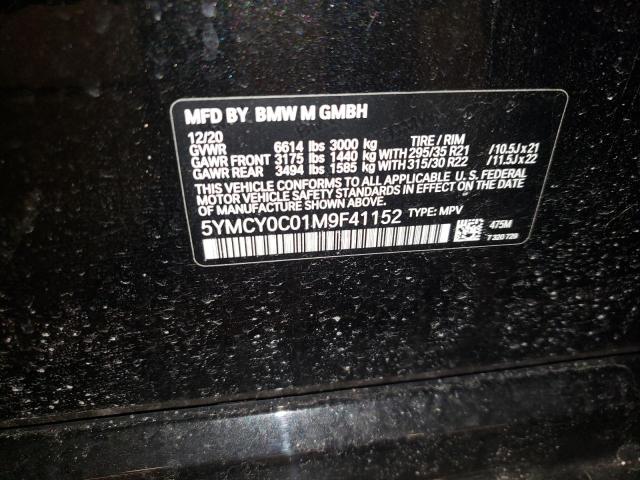 MFD BY BMW M GMBH
12/20 TIRE / RIM
GVWR 6614 lbs 3000 kg
GAWR FRONT 3175 lbs 1440 kg WITH 295/35 R21 /10.5J x 21
GAWR REAR 3494 lbs 1585 kg WITH 315/30 R22 /11.5J x 22
THIS VEHICLE CONFORMS TO ALL APPLICABLE U. S. FEDERAL
MOTOR VEHICLE SAFETY STANDARDS IN EFFECT ON THE DATE
OF MANUFACTURE SHOWN ABOVE.
5YMCY0C01M9F41152 TYPE: MPV
475M
7 320 729